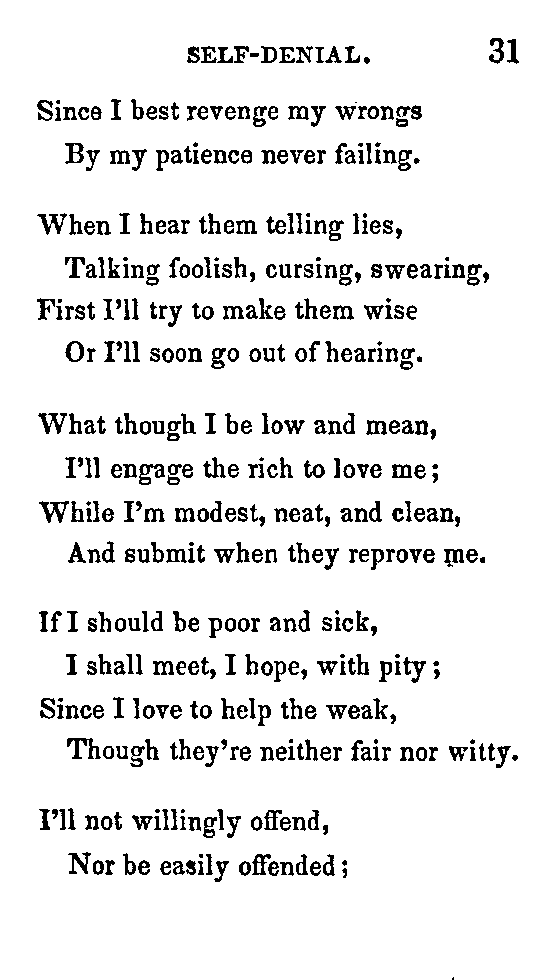 SELF-DENIAL. 31
Since I best revenge my wrongs
By my patience never failing.
When I hear them telling lies,
Talking foolish, cursing, swearing,
First I'll try to make them wise
Or I'll soon go out of hearing.
What though I be low and mean,
I'll engage the rich to love me;
While I'm modest, neat, and clean,
And submit when they reprove me.
If I should be poor and sick,
I shall meet, I hope, with pity;
Since I love to help the weak,
Though they're neither fair nor witty.
I'll not willingly offend,
Nor be easily offended;